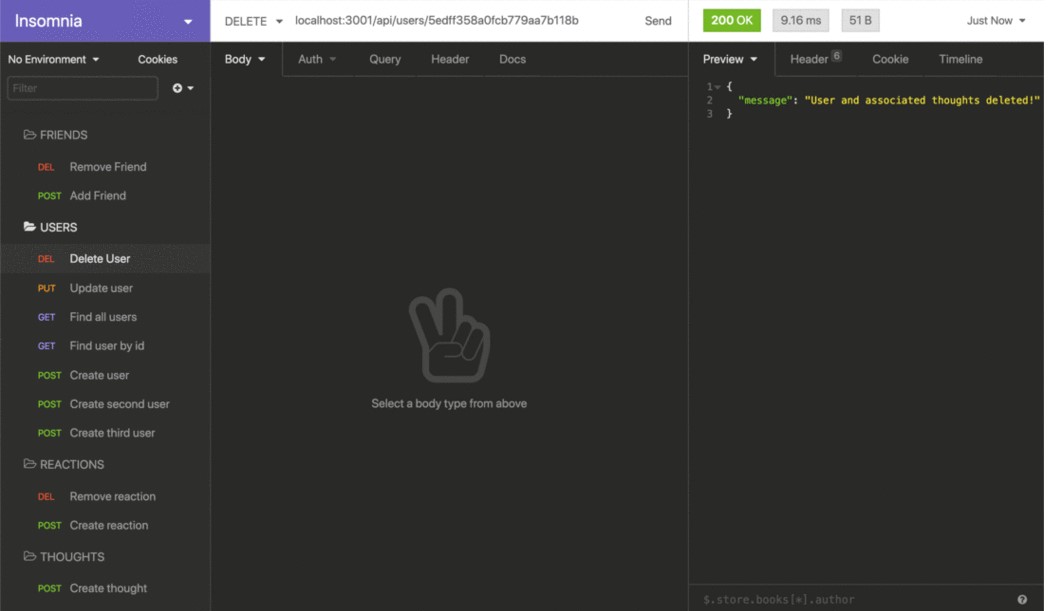 Insomnia
DELETE localhost:3001/api/users/5edff358a0fcb779aa7b118b Send
200 OK 9.16 ms 51 B Just Now
No Environment Cookies
Body Auth Query Header Docs
Preview Header 6 Cookie Timeline
Filter
1 {
2 "message": "User and associated thoughts deleted!"
3 }
FRIENDS
DEL Remove Friend
POST Add Friend
USERS
DEL Delete User
PUT Update user
GET Find all users
GET Find user by id
POST Create user
POST Create second user
POST Create third user
REACTIONS
DEL Remove reaction
POST Create reaction
THOUGHTS
POST Create thought
Select a body type from above
$.store.books[*].author